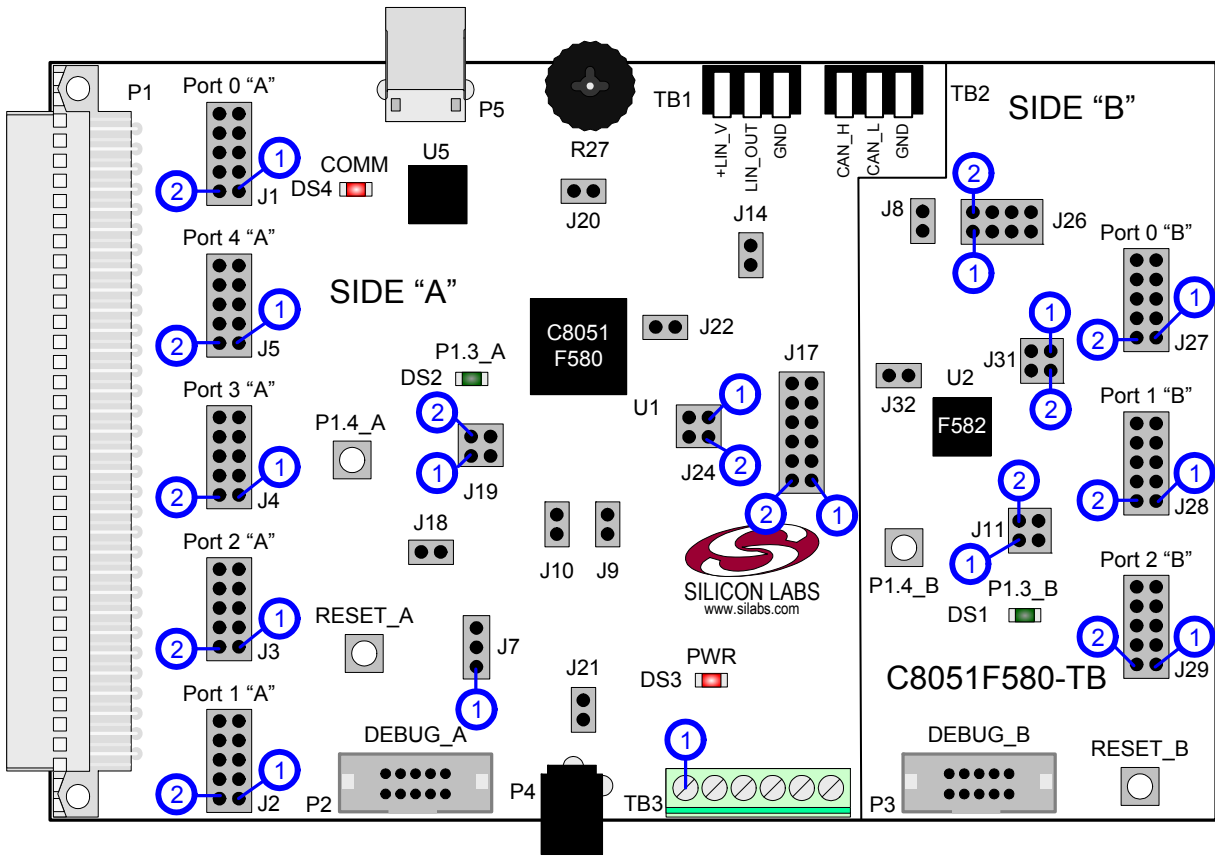 P1
Port 0 “A”
2
1
J1
COMM
DS4
U5
P5
R27
J20
TB1
+LIN_V
LIN_OUT
GND
CAN_H
CAN_L
GND
TB2
SIDE “B”
J14
J8
2
1
J26
Port 0 “B”
2
1
J27
Port 4 “A”
2
1
J5
SIDE “A”
C8051
F580
U1
J22
J17
2
1
P1.3_A
DS2
2
1
J19
1
2
J24
J31
1
2
J32
U2
F582
Port 1 “B”
2
1
J28
Port 3 “A”
2
1
J4
P1.4_A
J18
J10
J9
SILICON LABS
www.silabs.com
P1.4_B
J11
2
1
P1.3_B
DS1
Port 2 “B”
2
1
J29
Port 2 “A”
2
1
J3
RESET_A
J7
1
J21
PWR
DS3
C8051F580-TB
Port 1 “A”
2
1
J2
DEBUG_A
P2
P4
1
TB3
DEBUG_B
P3
RESET_B